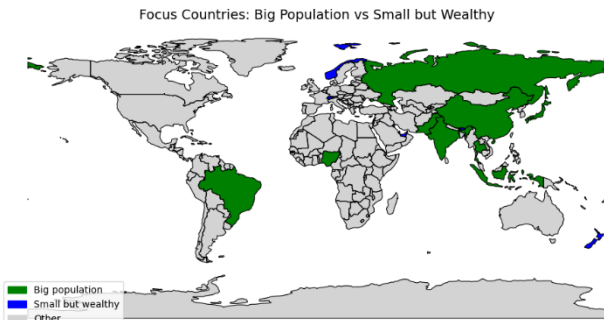 Focus Countries: Big Population vs Small but Wealthy
Big population
Small but wealthy
Other